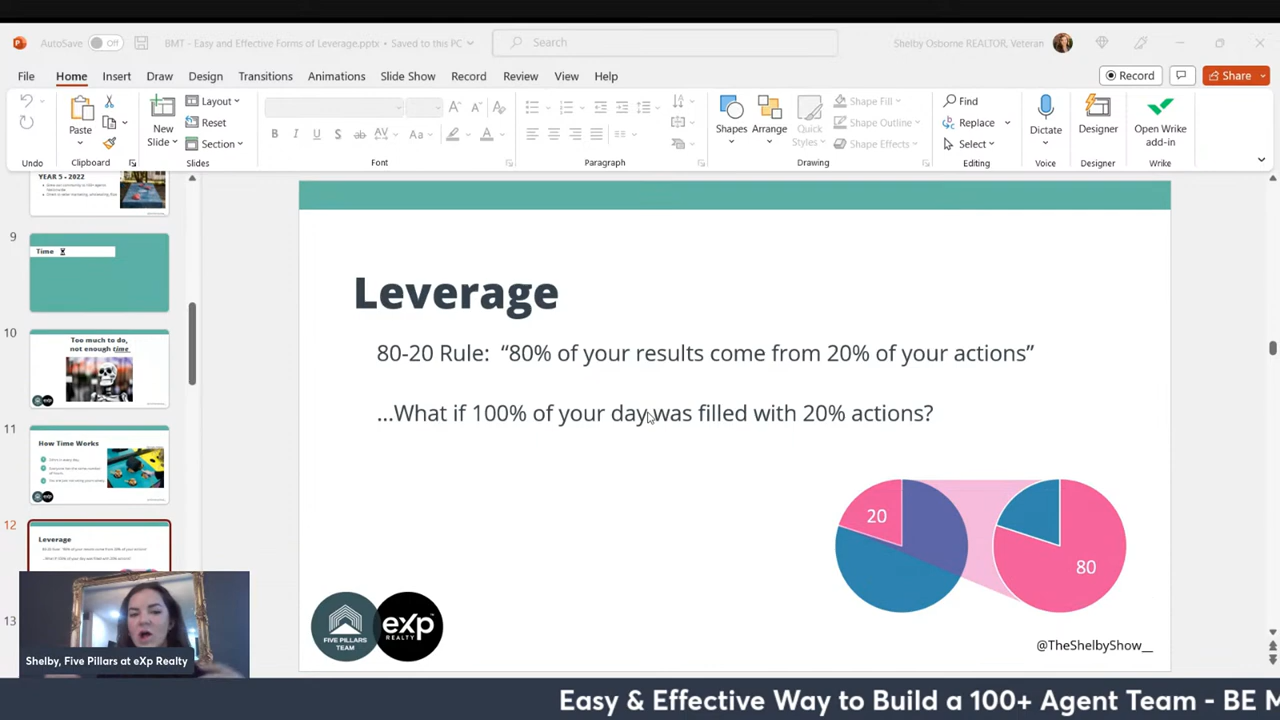 AutoSave Off BMT - Easy and Effective Forms of Leverage.pptx • Saved to this PC Search Shelby Osborne REALTOR, Veteran
File Home Insert Draw Design Transitions Animations Slide Show Record Review View Help Record Share
Paste
Clipboard
Undo
New Slide
Layout
Reset
Section
Slides
Font
Paragraph
Shapes
Arrange
Quick Styles
Shape Fill
Shape Outline
Shape Effects
Drawing
Find
Replace
Select
Editing
Dictate
Voice
Designer
Designer
Open Wrike add-in
Wrike
YEAR 5 - 2022
9
Time
10
Too much to do,
not enough time
11
How Time Works
12
Leverage
13
Leverage
80-20 Rule: “80% of your results come from 20% of your actions”
...What if 100% of your day was filled with 20% actions?
20
80
FIVE PILLARS
TEAM
eXp
REALTY
@TheShelbyShow__
Shelby, Five Pillars at eXp Realty
Easy & Effective Way to Build a 100+ Agent Team - BE M